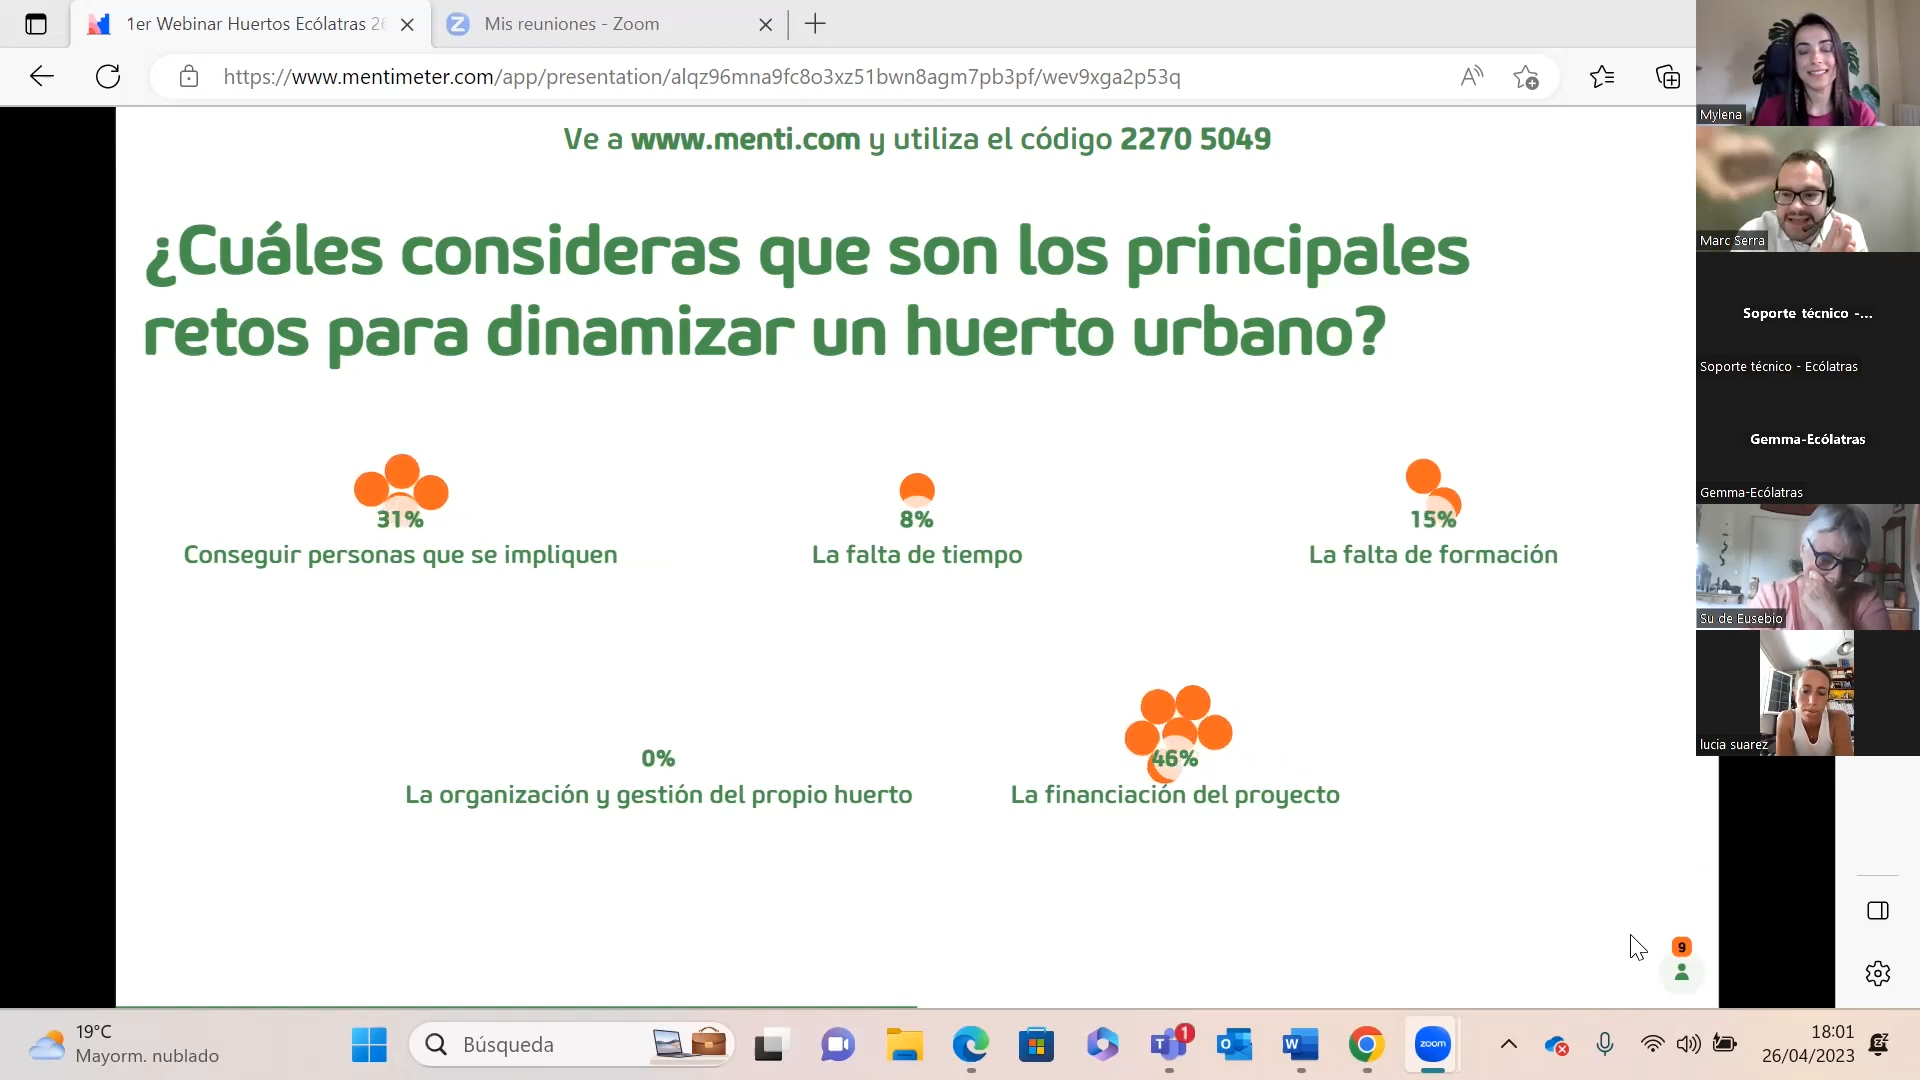 1er Webinar Huertos Ecólatras 26
Mis reuniones - Zoom
https://www.mentimeter.com/app/presentation/alqz96mna9fc8o3xz51bwn8agm7pb3pf/wev9xga2p53q
Ve a www.menti.com y utiliza el código 2270 5049
¿Cuáles consideras que son los principales
retos para dinamizar un huerto urbano?
31%
Conseguir personas que se impliquen
8%
La falta de tiempo
15%
La falta de formación
0%
La organización y gestión del propio huerto
46%
La financiación del proyecto
9
Mylena
Marc Serra
Soporte técnico -...
Soporte técnico - Ecólatras
Gemma-Ecólatras
Gemma-Ecólatras
Su de Eusebio
lucia suarez
19°C
Mayorm. nublado
Búsqueda
1
zoom
18:01
26/04/2023